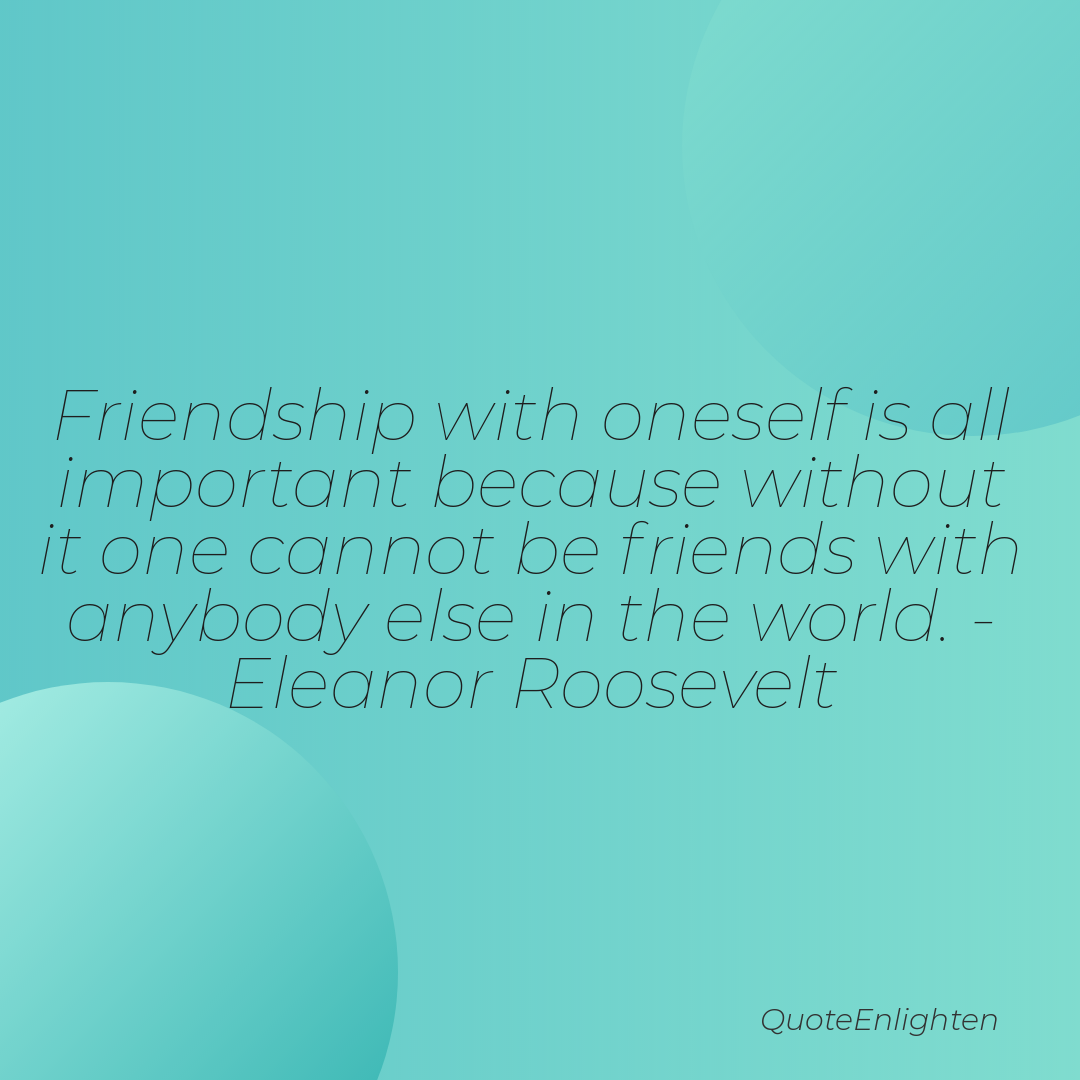 Friendship with oneself is all
important because without
it one cannot be friends with
anybody else in the world. -
Eleanor Roosevelt
QuoteEnlighten